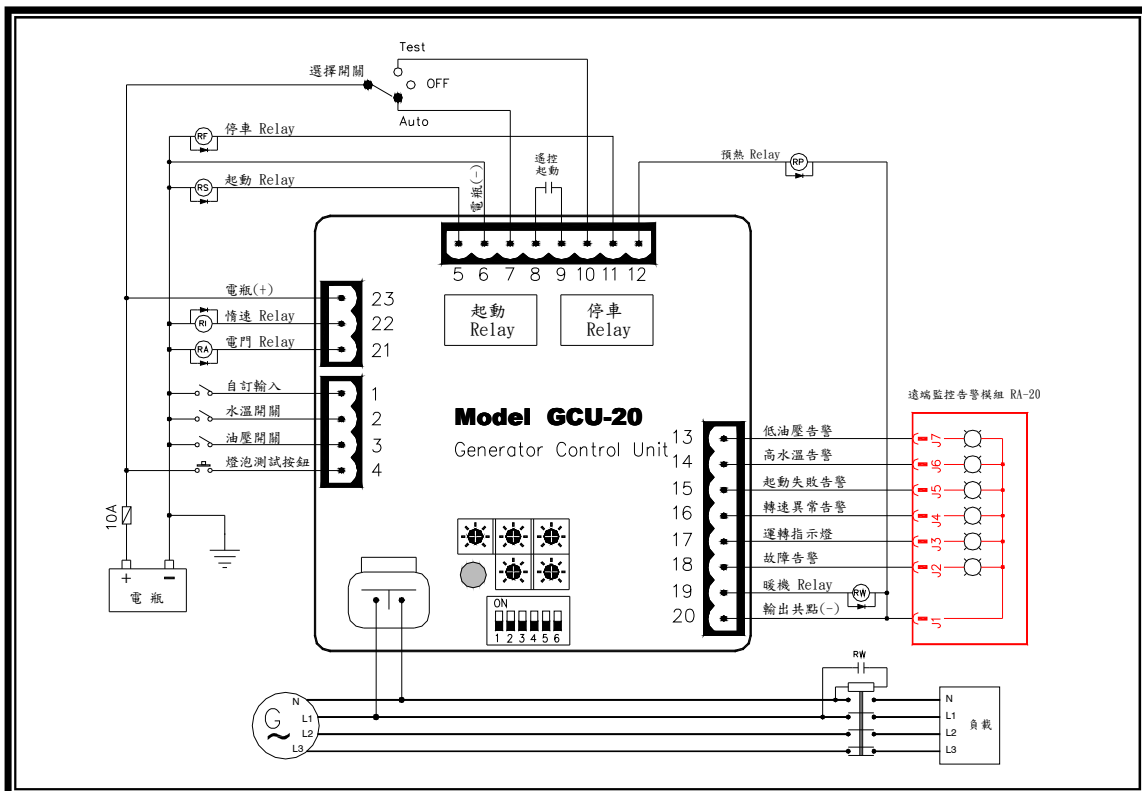 Test
選擇開關
OFF
Auto
RF
停車 Relay
RS
起動 Relay
電瓶(-)
遙控
起動
預熱 Relay
RP
5 6 7 8 9 10 11 12
起動
Relay
停車
Relay
電瓶(+)
23
RI
惰速 Relay
22
RA
電門 Relay
21
自訂輸入
1
水溫開關
2
油壓開關
3
燈泡測試按鈕
4
Model GCU-20
Generator Control Unit
遠端監控告警模組 RA-20
13
低油壓告警
J7
14
高水溫告警
J6
15
起動失敗告警
J5
16
轉速異常告警
J4
17
運轉指示燈
J3
18
故障告警
J2
19
暖機 Relay
RW
20
輸出共點(-)
J1
10A
+ −
電 瓶
ON
1 2 3 4 5 6
RW
G
~
N
L1
L2
L3
N
L1
L2
L3
負載